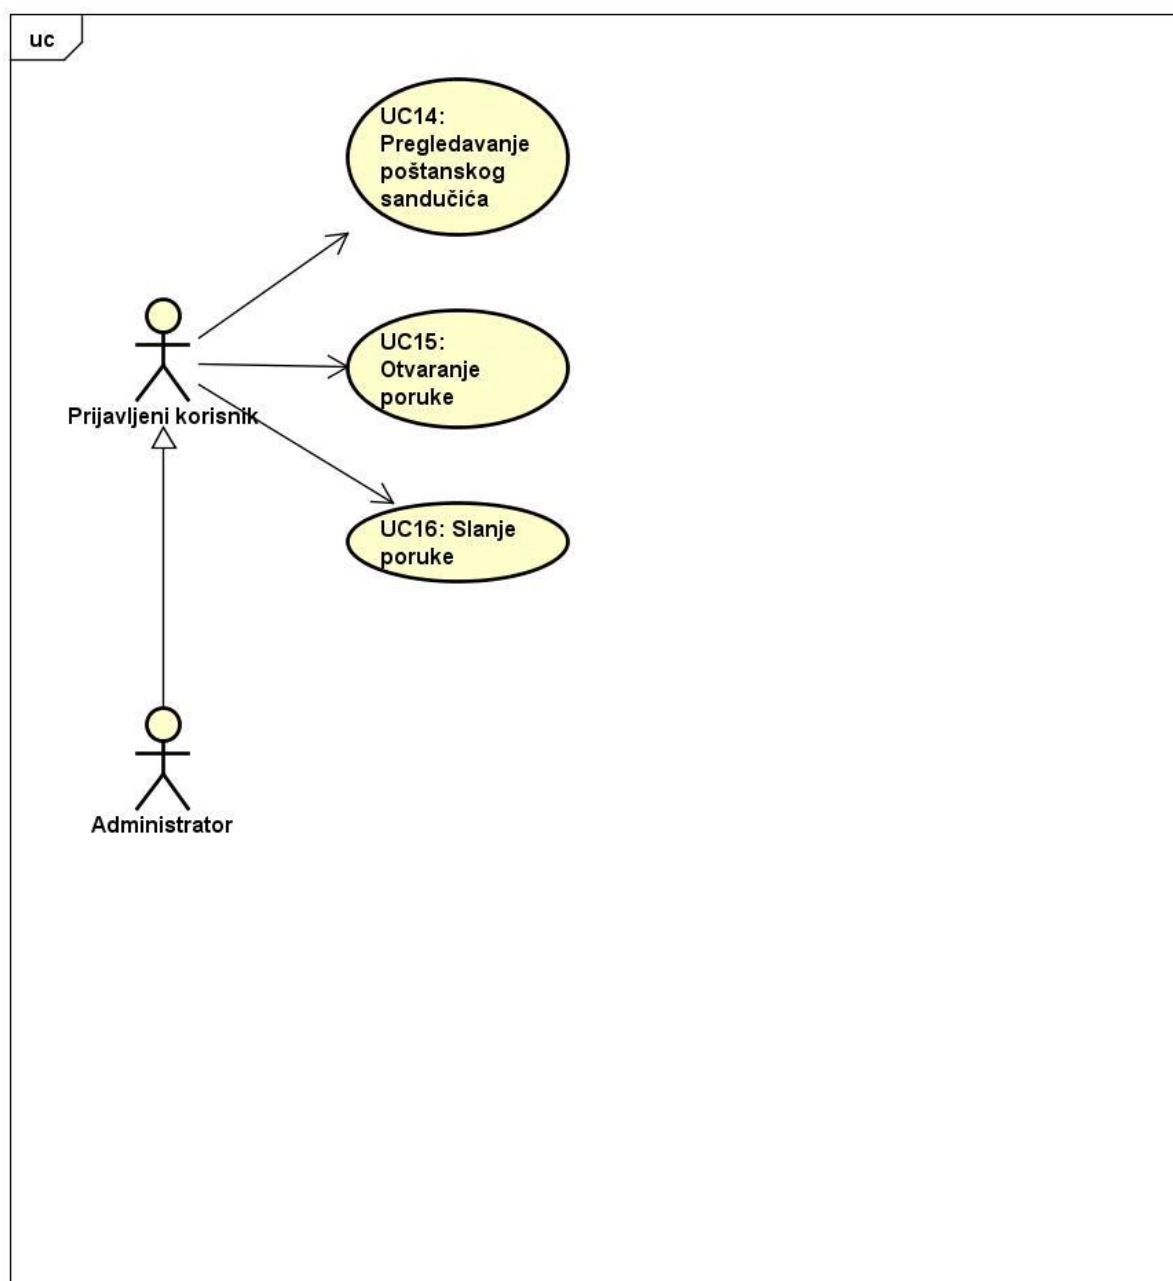 uc
UC14:
Pregledavanje
poštanskog
sandučića
UC15:
Otvaranje
poruke
Prijavljeni korisnik
UC16: Slanje
poruke
Administrator